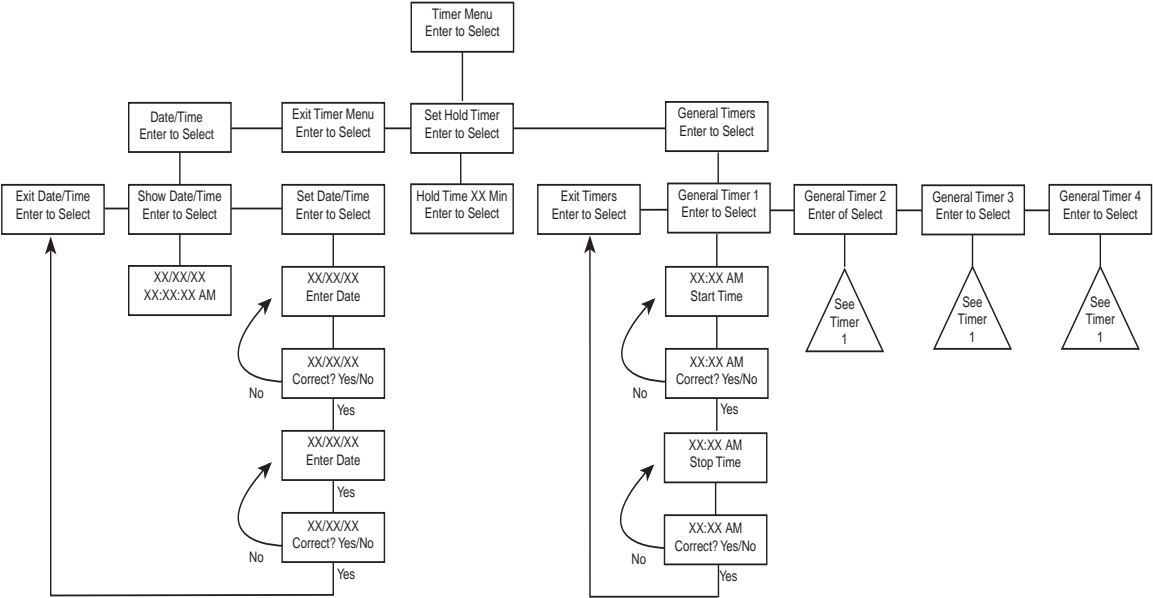 Timer Menu
Enter to Select
Date/Time
Enter to Select
Exit Timer Menu
Enter to Select
Set Hold Timer
Enter to Select
General Timers
Enter to Select
Exit Date/Time
Enter to Select
Show Date/Time
Enter to Select
Set Date/Time
Enter to Select
Hold Time XX Min
Enter to Select
Exit Timers
Enter to Select
General Timer 1
Enter to Select
General Timer 2
Enter of Select
General Timer 3
Enter to Select
General Timer 4
Enter to Select
XX/XX/XX
XX:XX:XX AM
XX/XX/XX
Enter Date
XX:XX AM
Start Time
See
Timer
1
See
Timer
1
See
Timer
1
XX/XX/XX
Correct? Yes/No
No
Yes
XX:XX AM
Correct? Yes/No
No
Yes
XX/XX/XX
Enter Date
Yes
XX:XX AM
Stop Time
XX/XX/XX
Correct? Yes/No
No
Yes
XX:XX AM
Correct? Yes/No
No
Yes